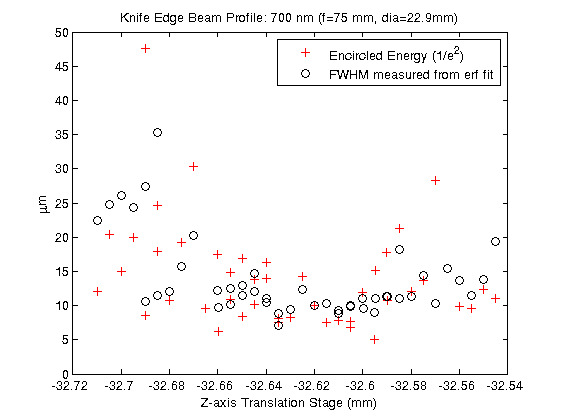 Knife Edge Beam Profile: 700 nm (f=75 mm, dia=22.9mm)
Encircled Energy (1/e²)
FWHM measured from erf fit
50
45
40
35
30
25
20
15
10
5
0
μm
-32.72 -32.7 -32.68 -32.66 -32.64 -32.62 -32.6 -32.58 -32.56 -32.54
Z-axis Translation Stage (mm)